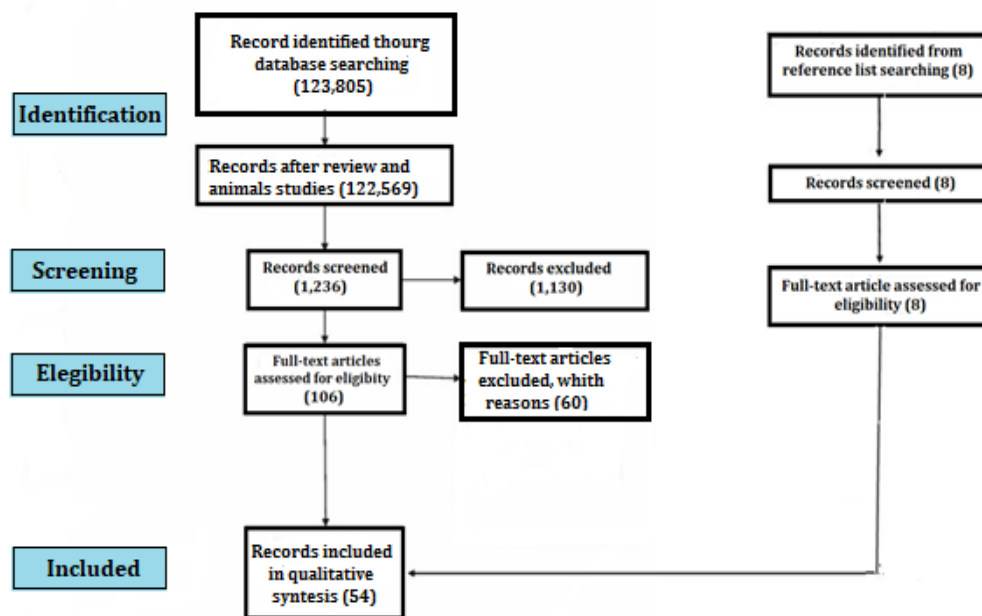 Record identified thourg
database searching
(123,805)
Records identified from
reference list searching (8)
Identification
Records after review and
animals studies (122,569)
Records screened (8)
Screening
Records screened
(1,236)
Records excluded
(1,130)
Full-text article assessed for
eligibility (8)
Elegibility
Full-text articles
assessed for eligibity
(106)
Full-text articles
excluded, whith
reasons (60)
Included
Records included
in qualitative
syntesis (54)